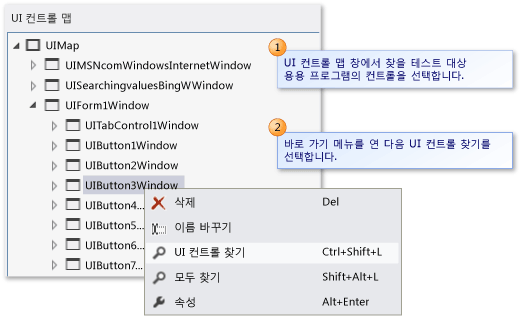 UI 컨트롤 맵
UIMap
UIMSNcomWindowsInternetWindow
UISearchingvaluesBingWWindow
UIForm1Window
UITabControl1Window
UIButton1Window
UIButton2Window
UIButton3Window
UIButton4...
UIButton5...
UIButton6...
UIButton7...
삭제 Del
이름 바꾸기
UI 컨트롤 찾기 Ctrl+Shift+L
모두 찾기 Shift+Alt+L
속성 Alt+Enter
1
UI 컨트롤 맵 창에서 찾을 테스트 대상
응용 프로그램의 컨트롤을 선택합니다.
2
바로 가기 메뉴를 연 다음 UI 컨트롤 찾기를
선택합니다.